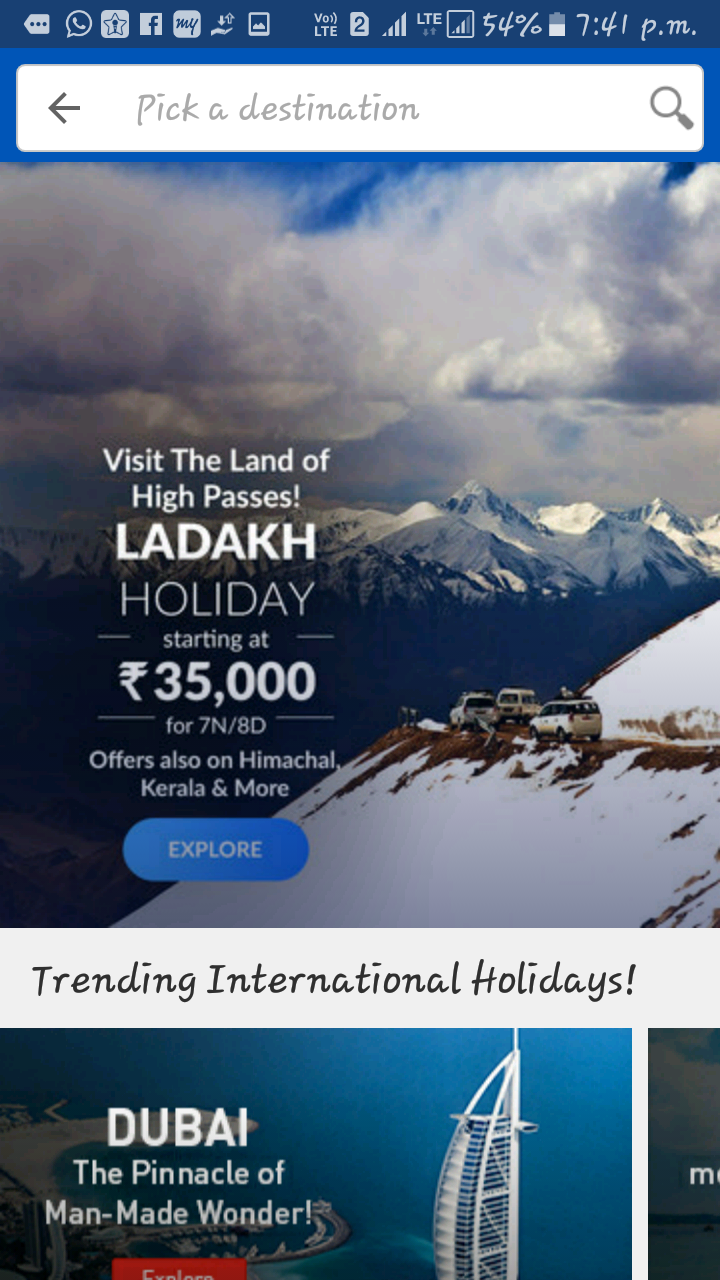 Vo)) LTE 2 LTE 54% 7:41 p.m.
my
Pick a destination
Visit The Land of
High Passes!
LADAKH
HOLIDAY
starting at
₹35,000
for 7N/8D
Offers also on Himachal,
Kerala & More
EXPLORE
Trending International Holidays!
DUBAI
The Pinnacle of
Man-Made Wonder!
Explore